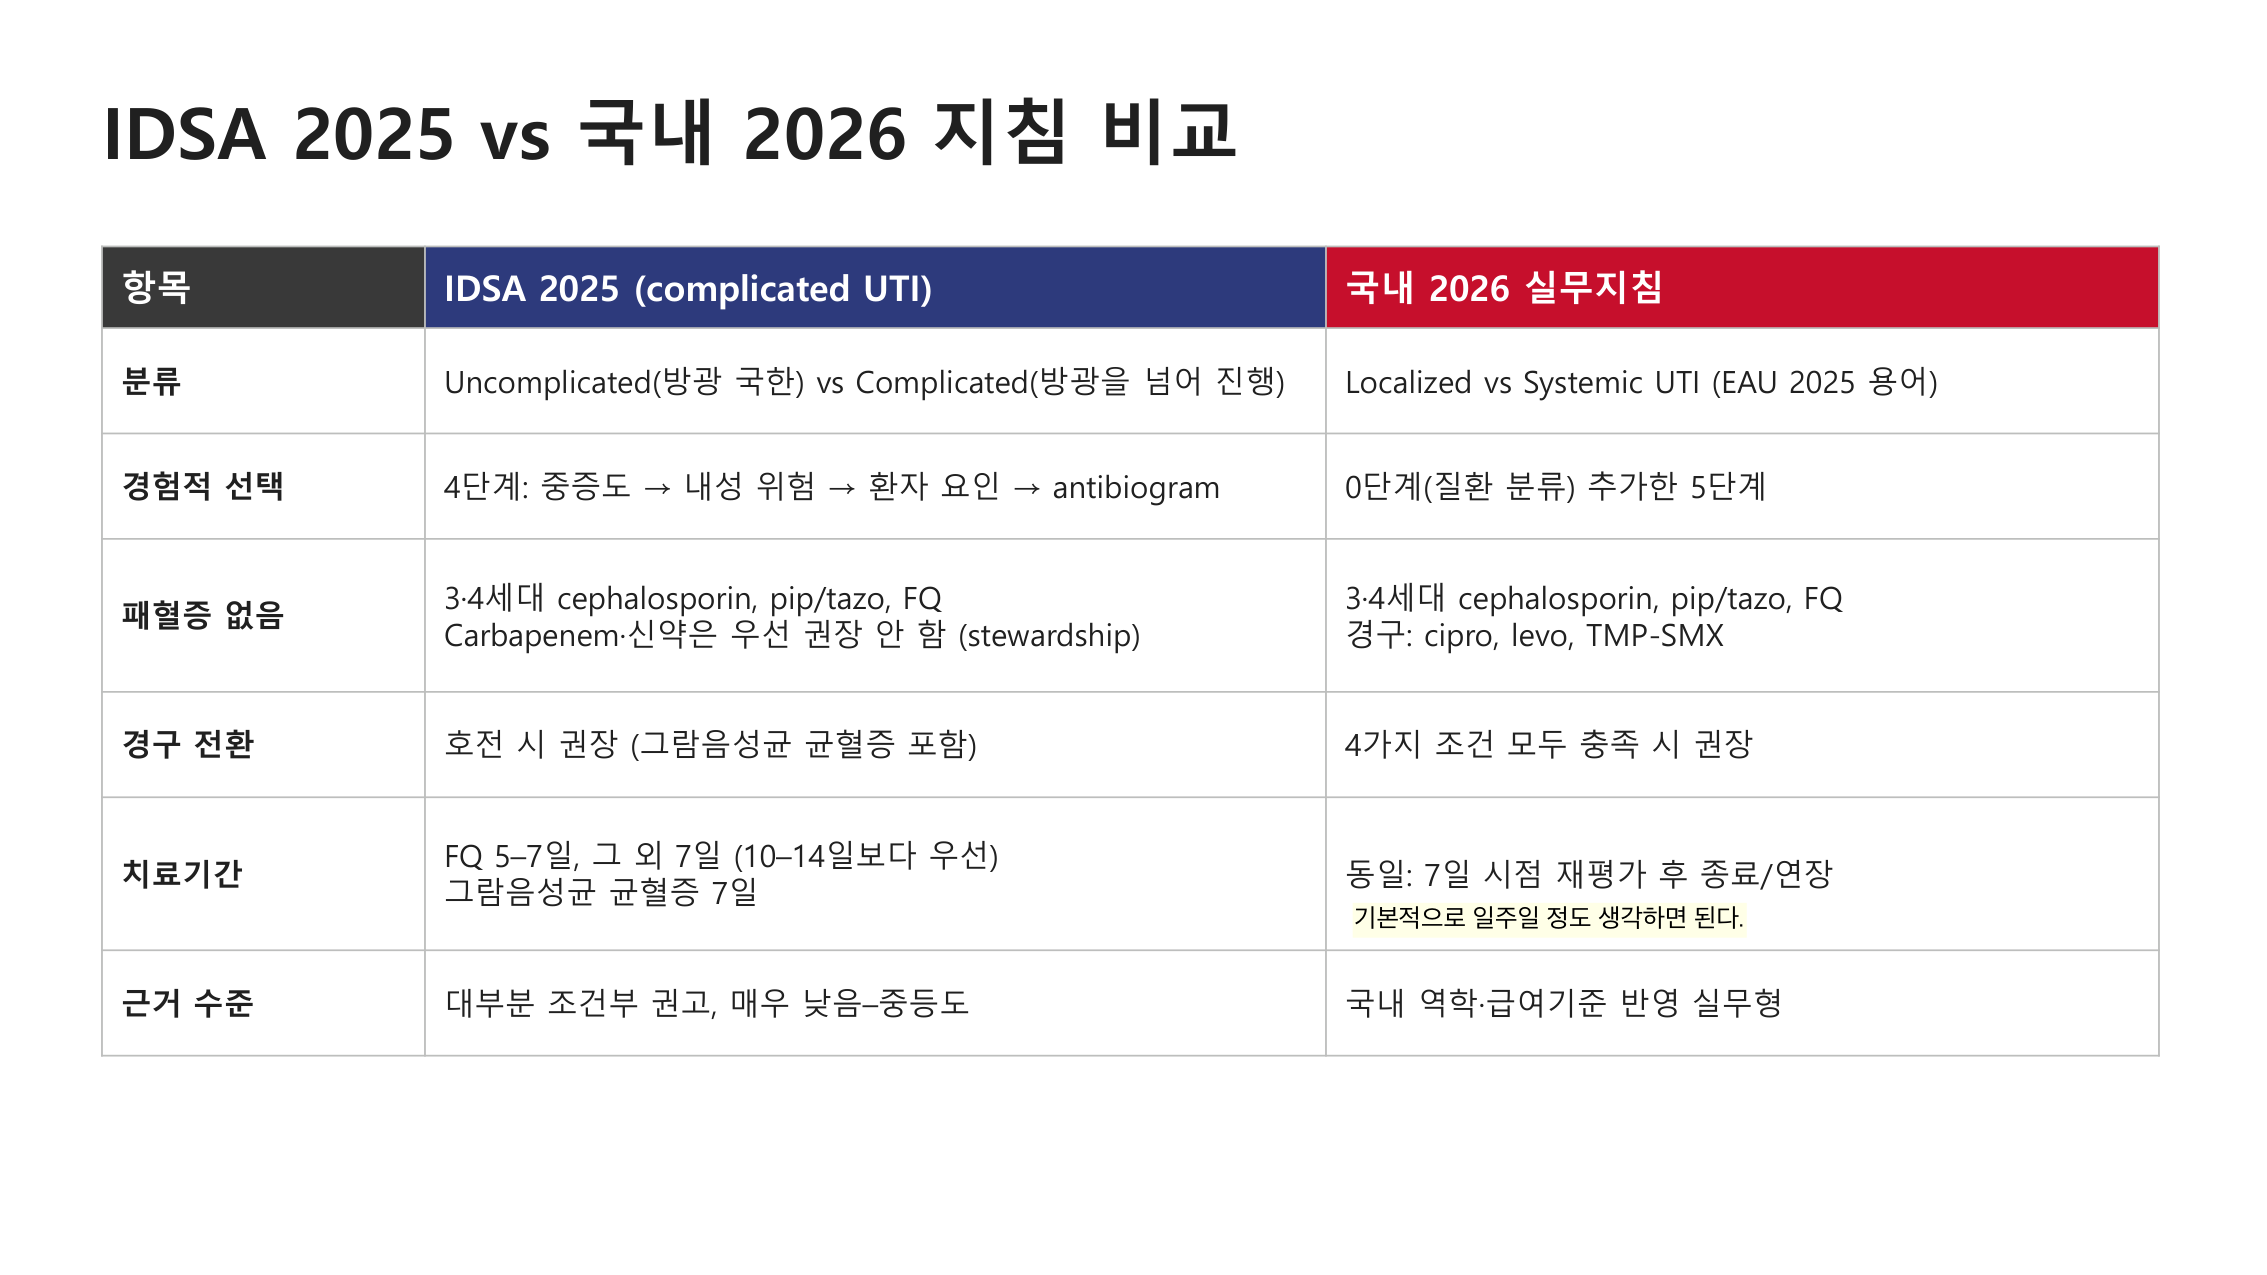 IDSA 2025 vs 국내 2026 지침 비교
항목
IDSA 2025 (complicated UTI)
국내 2026 실무지침
분류
Uncomplicated(방광 국한) vs Complicated(방광을 넘어 진행)
Localized vs Systemic UTI (EAU 2025 용어)
경험적 선택
4단계: 중증도 → 내성 위험 → 환자 요인 → antibiogram
0단계(질환 분류) 추가한 5단계
패혈증 없음
3·4세대 cephalosporin, pip/tazo, FQ
Carbapenem·신약은 우선 권장 안 함 (stewardship)
3·4세대 cephalosporin, pip/tazo, FQ
경구: cipro, levo, TMP-SMX
경구 전환
호전 시 권장 (그람음성균 균혈증 포함)
4가지 조건 모두 충족 시 권장
치료기간
FQ 5–7일, 그 외 7일 (10–14일보다 우선)
그람음성균 균혈증 7일
동일: 7일 시점 재평가 후 종료/연장
기본적으로 일주일 정도 생각하면 된다.
근거 수준
대부분 조건부 권고, 매우 낮음–중등도
국내 역학·급여기준 반영 실무형